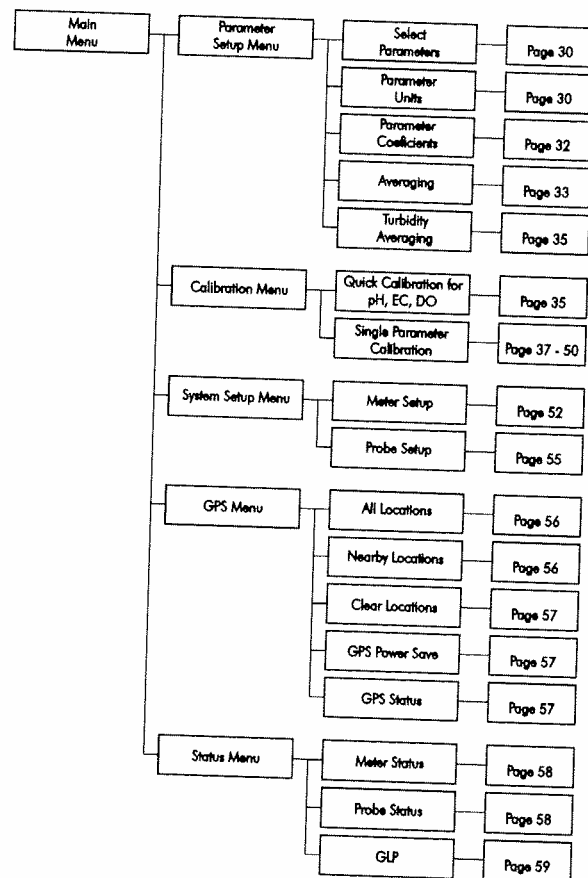 Main
Menu
Parameter
Setup Menu
Select
Parameters
Page 30
Parameter
Units
Page 30
Parameter
Coeficients
Page 32
Averaging
Page 33
Turbidity
Averaging
Page 35
Calibration Menu
Quick Calibration for
pH, EC, DO
Page 35
Single Parameter
Calibration
Page 37 - 50
System Setup Menu
Meter Setup
Page 52
Probe Setup
Page 55
GPS Menu
All Locations
Page 56
Nearby Locations
Page 56
Clear Locations
Page 57
GPS Power Save
Page 57
GPS Status
Page 57
Status Menu
Meter Status
Page 58
Probe Status
Page 58
GLP
Page 59